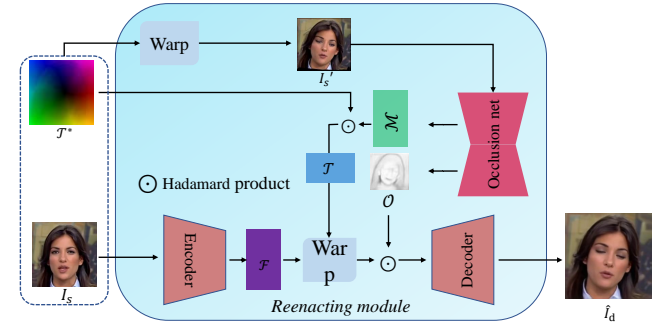 Warp
I_s'
𝒯*
ℳ
Occlusion net
𝒯
𝒪
Hadamard product
Encoder
ℱ
War
p
Decoder
I_s
Reenacting module
Î_d